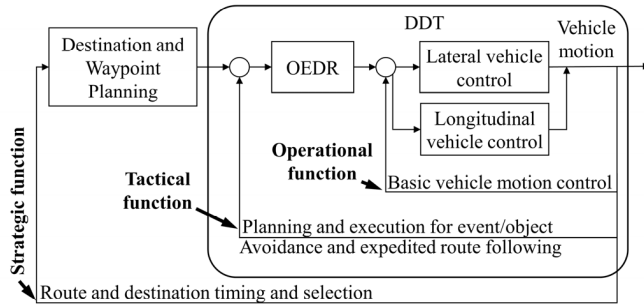 DDT
Vehicle
motion
Destination and
Waypoint
Planning
OEDR
Lateral vehicle
control
Longitudinal
vehicle control
Operational
function
Basic vehicle motion control
Tactical
function
Planning and execution for event/object
Avoidance and expedited route following
Strategic function
Route and destination timing and selection